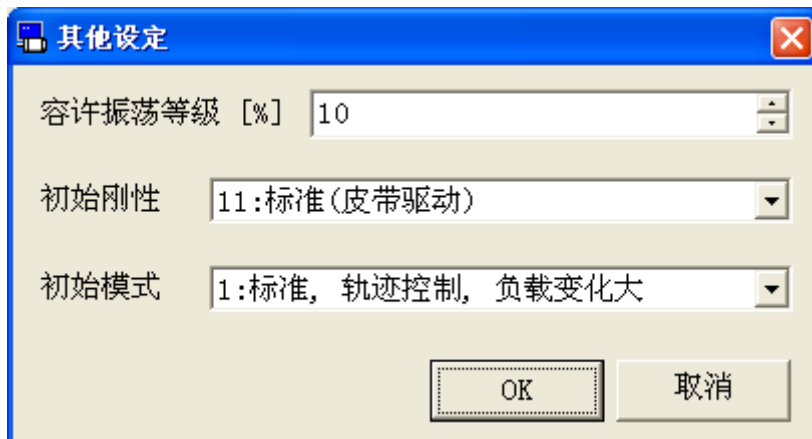 其他设定
容许振荡等级 [%] 10
初始刚性 11:标准(皮带驱动)
初始模式 1:标准, 轨迹控制, 负载变化大
OK 取消